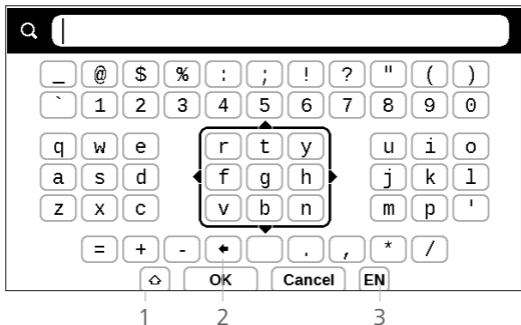 _ @ $ % : ; ! ? " ( )
` 1 2 3 4 5 6 7 8 9 0
q w e r t y u i o
a s d f g h j k l
z x c v b n m p '
= + - . , * /
OK Cancel EN
1 2 3